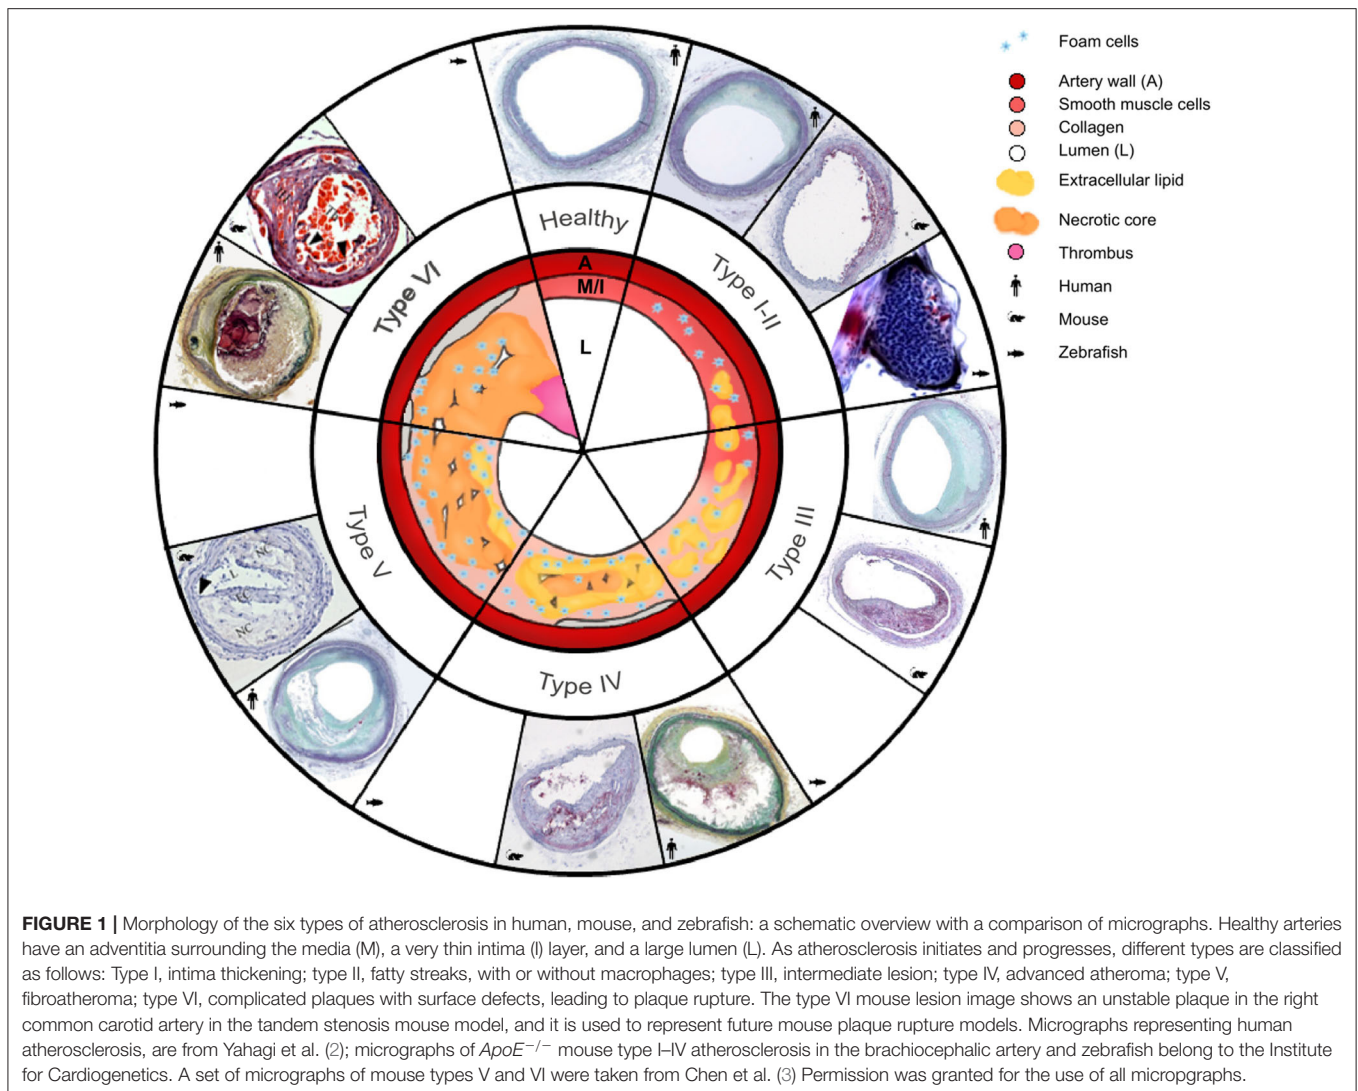 Foam cells
Artery wall (A)
Smooth muscle cells
Collagen
Lumen (L)
Extracellular lipid
Necrotic core
Thrombus
Human
Mouse
Zebrafish
Healthy
Type I-II
Type III
Type IV
Type V
Type VI
A
M/I
L
NC
L
FC
NC
FIGURE 1 | Morphology of the six types of atherosclerosis in human, mouse, and zebrafish: a schematic overview with a comparison of micrographs. Healthy arteries
have an adventitia surrounding the media (M), a very thin intima (I) layer, and a large lumen (L). As atherosclerosis initiates and progresses, different types are classified
as follows: Type I, intima thickening; type II, fatty streaks, with or without macrophages; type III, intermediate lesion; type IV, advanced atheroma; type V,
fibroatheroma; type VI, complicated plaques with surface defects, leading to plaque rupture. The type VI mouse lesion image shows an unstable plaque in the right
common carotid artery in the tandem stenosis mouse model, and it is used to represent future mouse plaque rupture models. Micrographs representing human
atherosclerosis, are from Yahagi et al. (2); micrographs of ApoE−/− mouse type I–IV atherosclerosis in the brachiocephalic artery and zebrafish belong to the Institute
for Cardiogenetics. A set of micrographs of mouse types V and VI were taken from Chen et al. (3) Permission was granted for the use of all micropgraphs.